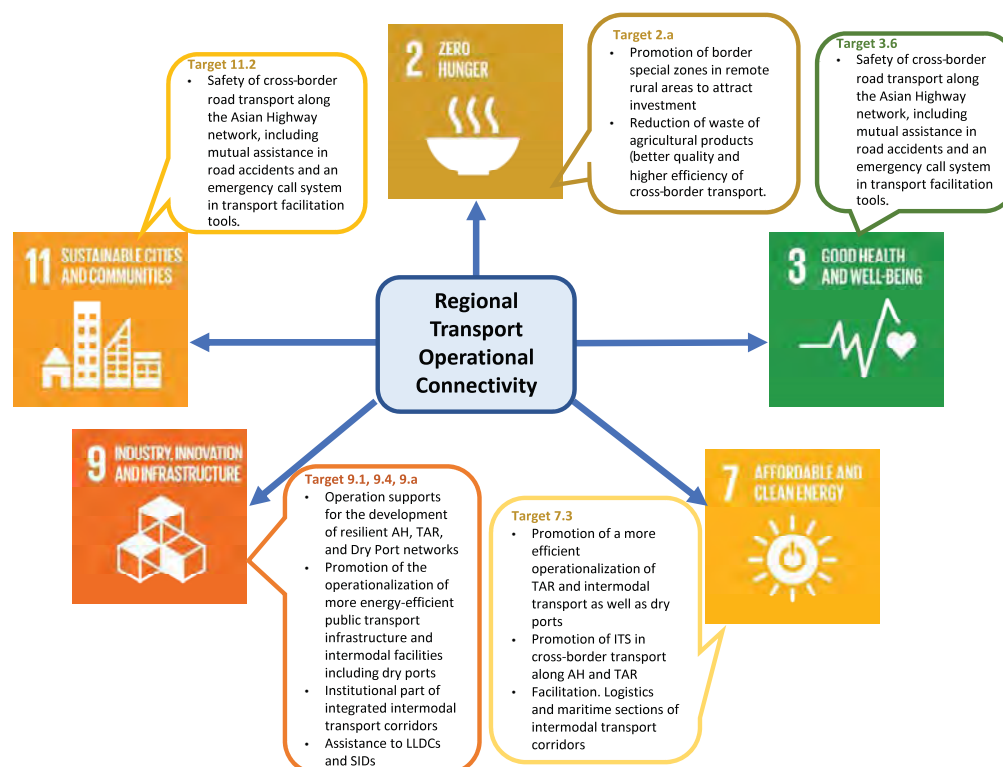 2 ZERO
HUNGER
Target 2.a
• Promotion of border
special zones in remote
rural areas to attract
investment
• Reduction of waste of
agricultural products
(better quality and
higher efficiency of
cross-border transport.
Target 3.6
• Safety of cross-border
road transport along
the Asian Highway
network, including
mutual assistance in
road accidents and an
emergency call system
in transport facilitation
tools.
Target 11.2
• Safety of cross-border
road transport along
the Asian Highway
network, including
mutual assistance in
road accidents and an
emergency call system
in transport facilitation
tools.
11 SUSTAINABLE CITIES
AND COMMUNITIES
Regional
Transport
Operational
Connectivity
3 GOOD HEALTH
AND WELL-BEING
9 INDUSTRY, INNOVATION
AND INFRASTRUCTURE
Target 9.1, 9.4, 9.a
• Operation supports
for the development
of resilient AH, TAR,
and Dry Port networks
• Promotion of the
operationalization of
more energy-efficient
public transport
infrastructure and
intermodal facilities
including dry ports
• Institutional part of
integrated intermodal
transport corridors
• Assistance to LLDCs
and SIDs
Target 7.3
• Promotion of a more
efficient
operationalization of
TAR and intermodal
transport as well as dry
ports
• Promotion of ITS in
cross-border transport
along AH and TAR
• Facilitation. Logistics
and maritime sections of
intermodal transport
corridors
7 AFFORDABLE AND
CLEAN ENERGY